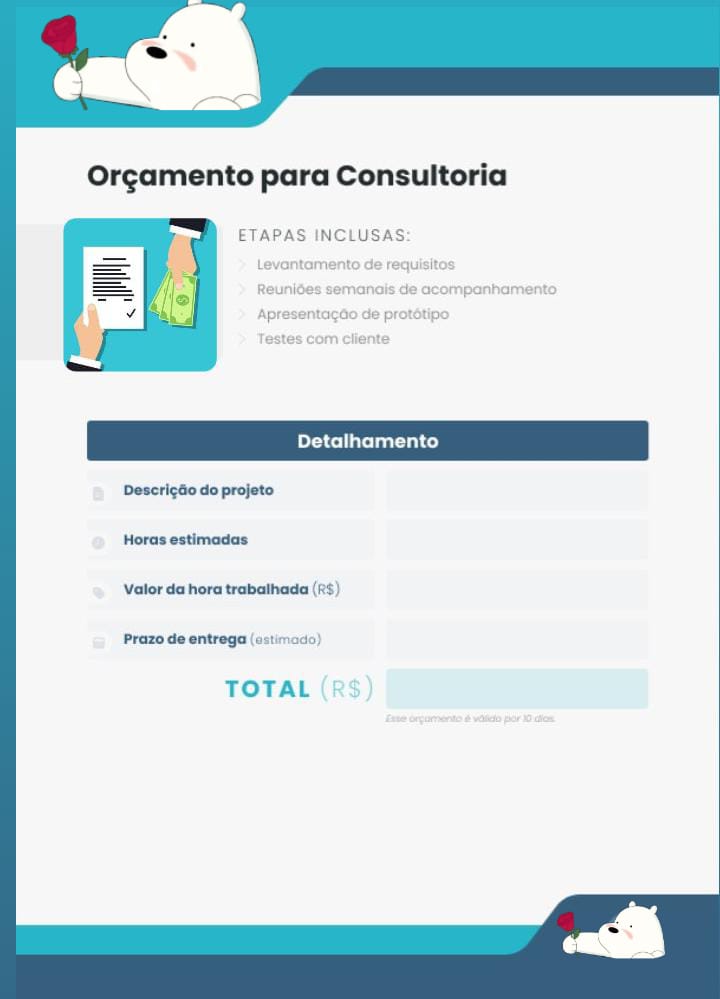 Orçamento para Consultoria
ETAPAS INCLUSAS:
Levantamento de requisitos
Reuniões semanais de acompanhamento
Apresentação de protótipo
Testes com cliente
Detalhamento
Descrição do projeto
Horas estimadas
Valor da hora trabalhada (R$)
Prazo de entrega (estimado)
TOTAL (R$)
Esse orçamento é válido por 10 dias.